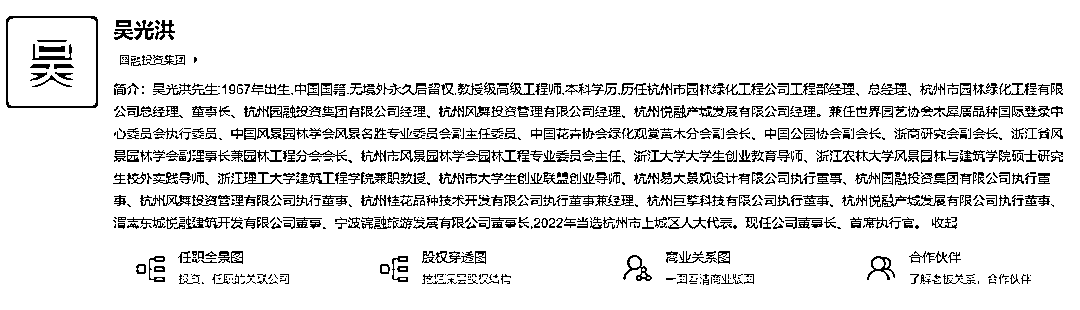 吴
吴光洪
园融投资集团
简介：吴光洪先生:1967年出生,中国国籍,无境外永久居留权,教授级高级工程师,本科学历,历任杭州市园林绿化工程公司工程部经理、总经理、杭州市园林绿化工程有限
公司总经理、董事长、杭州园融投资集团有限公司经理、杭州风舞投资管理有限公司经理、杭州悦融产城发展有限公司经理。兼任世界园艺协会木犀属品种国际登录中
心委员会执行委员、中国风景园林学会风景名胜专业委员会副主任委员、中国花卉协会绿化观赏苗木分会副会长、中国公园协会副会长、浙商研究会副会长、浙江省风
景园林学会副理事长兼园林工程分会会长、杭州市风景园林学会园林工程专业委员会主任、浙江大学大学生创业教育导师、浙江农林大学风景园林与建筑学院硕士研究
生校外实践导师、浙江理工大学建筑工程学院兼职教授、杭州市大学生创业联盟创业导师、杭州易大景观设计有限公司执行董事、杭州园融投资集团有限公司执行董
事、杭州风舞投资管理有限公司执行董事、杭州桂花品种技术开发有限公司执行董事兼经理、杭州巨擎科技有限公司执行董事、杭州悦融产城发展有限公司执行董事、
渭南东城悦融建筑开发有限公司董事、宁波锦融旅游发展有限公司董事长,2022年当选杭州市上城区人大代表。现任公司董事长、首席执行官。 收起
任职全景图
投资、任职的关联公司
股权穿透图
挖掘深层股权结构
商业关系图
一图看清商业版图
合作伙伴
了解老板关系，合作伙伴